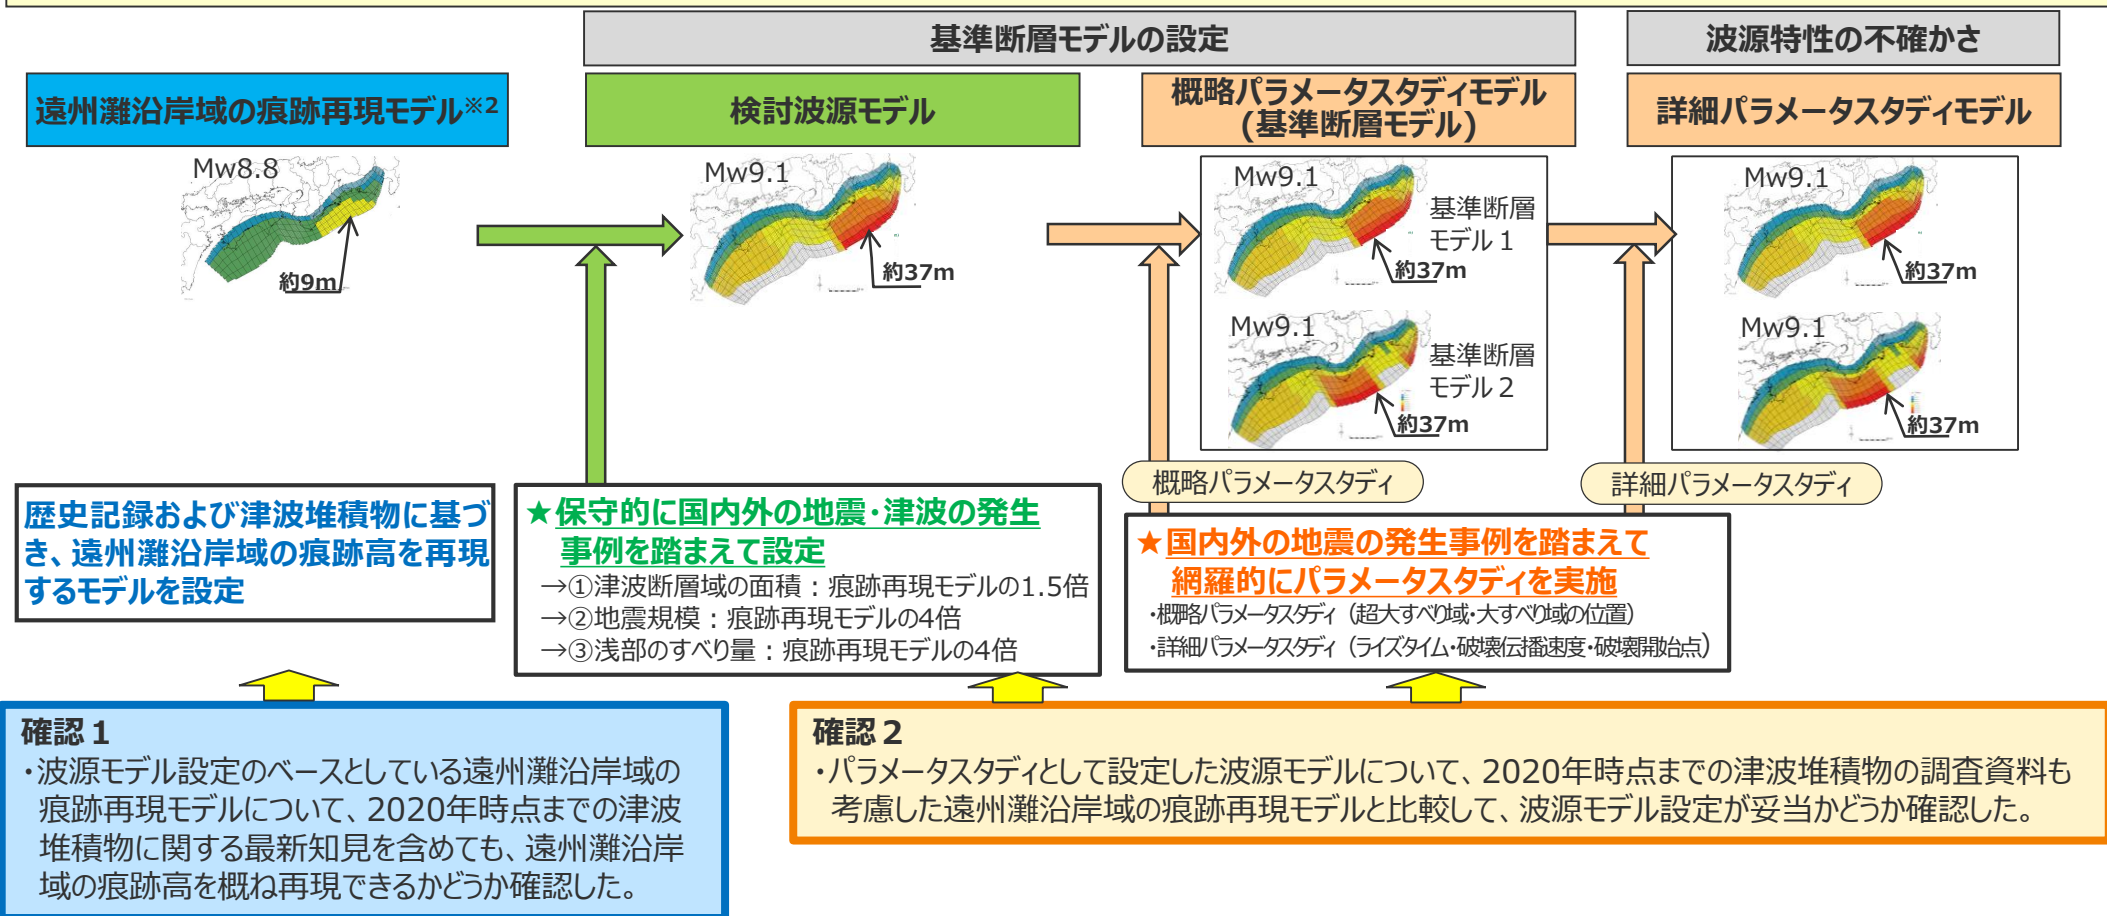 基準断層モデルの設定
波源特性の不確かさ
遠州灘沿岸域の痕跡再現モデル※2
検討波源モデル
概略パラメータスタディモデル
(基準断層モデル)
詳細パラメータスタディモデル
Mw8.8
約9m
Mw9.1
約37m
Mw9.1
基準断層
モデル1
約37m
Mw9.1
基準断層
モデル2
約37m
Mw9.1
約37m
Mw9.1
約37m
概略パラメータスタディ
詳細パラメータスタディ
歴史記録および津波堆積物に基づ
き、遠州灘沿岸域の痕跡高を再現
するモデルを設定
★保守的に国内外の地震・津波の発生
事例を踏まえて設定
→①津波断層域の面積：痕跡再現モデルの1.5倍
→②地震規模：痕跡再現モデルの4倍
→③浅部のすべり量：痕跡再現モデルの4倍
★国内外の地震の発生事例を踏まえて
網羅的にパラメータスタディを実施
・概略パラメータスタディ（超大すべり域・大すべり域の位置）
・詳細パラメータスタディ（ライズタイム・破壊伝播速度・破壊開始点）
確認１
・波源モデル設定のベースとしている遠州灘沿岸域の
痕跡再現モデルについて、2020年時点までの津波
堆積物に関する最新知見を含めても、遠州灘沿岸
域の痕跡高を概ね再現できるかどうか確認した。
確認２
・パラメータスタディとして設定した波源モデルについて、2020年時点までの津波堆積物の調査資料も
考慮した遠州灘沿岸域の痕跡再現モデルと比較して、波源モデル設定が妥当かどうか確認した。